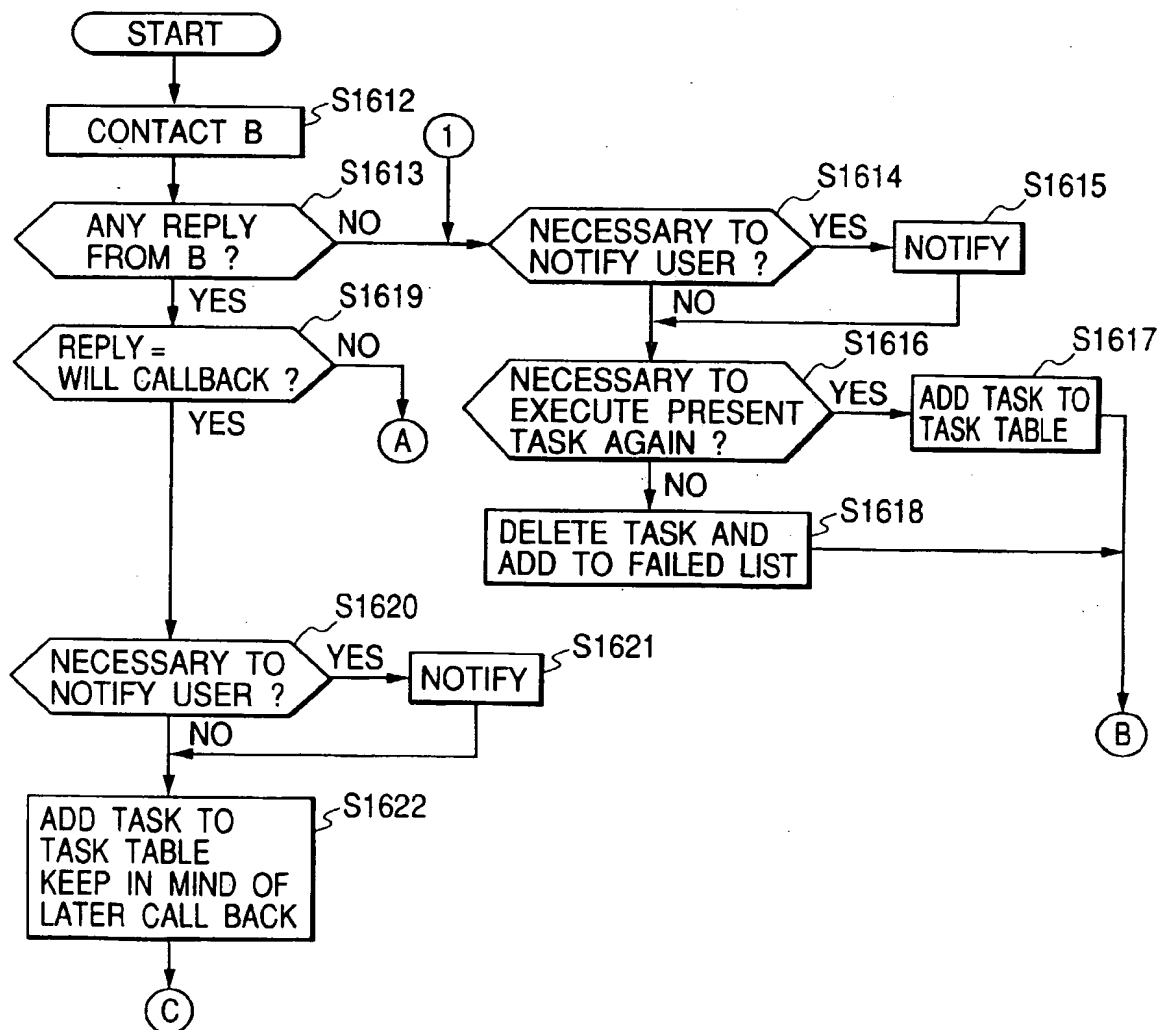 START
S1612
CONTACT B
1
S1613
ANY REPLY
FROM B ?
NO
YES
S1614
NECESSARY TO
NOTIFY USER ?
YES
NO
S1615
NOTIFY
S1619
REPLY =
WILL CALLBACK ?
NO
YES
A
S1616
NECESSARY TO
EXECUTE PRESENT
TASK AGAIN ?
YES
NO
S1617
ADD TASK TO
TASK TABLE
S1618
DELETE TASK AND
ADD TO FAILED LIST
B
S1620
NECESSARY TO
NOTIFY USER ?
YES
NO
S1621
NOTIFY
S1622
ADD TASK TO
TASK TABLE
KEEP IN MIND OF
LATER CALL BACK
C